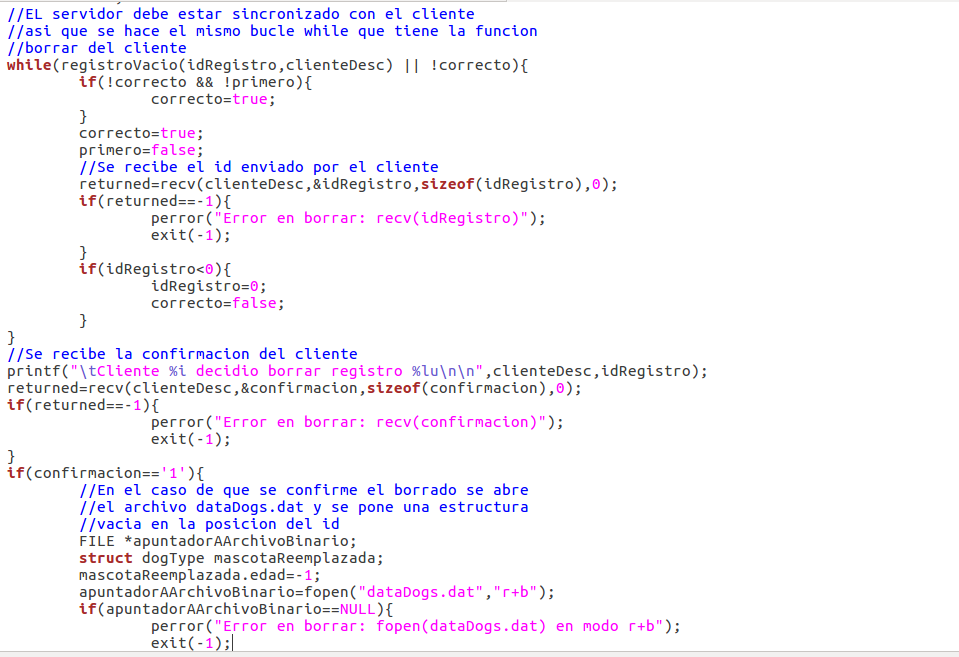 //EL servidor debe estar sincronizado con el cliente
//asi que se hace el mismo bucle while que tiene la funcion
//borrar del cliente
while(registroVacio(idRegistro,clienteDesc) || !correcto){
        if(!correcto && !primero){
                correcto=true;
        }
        correcto=true;
        primero=false;
        //Se recibe el id enviado por el cliente
        returned=recv(clienteDesc,&idRegistro,sizeof(idRegistro),0);
        if(returned==-1){
                perror("Error en borrar: recv(idRegistro)");
                exit(-1);
        }
        if(idRegistro<0){
                idRegistro=0;
                correcto=false;
        }
}
//Se recibe la confirmacion del cliente
printf("\tCliente %i decidio borrar registro %lu\n\n",clienteDesc,idRegistro);
returned=recv(clienteDesc,&confirmacion,sizeof(confirmacion),0);
if(returned==-1){
                perror("Error en borrar: recv(confirmacion)");
                exit(-1);
}
if(confirmacion=='1'){
        //En el caso de que se confirme el borrado se abre
        //el archivo dataDogs.dat y se pone una estructura
        //vacia en la posicion del id
        FILE *apuntadorAArchivoBinario;
        struct dogType mascotaReemplazada;
        mascotaReemplazada.edad=-1;
        apuntadorAArchivoBinario=fopen("dataDogs.dat","r+b");
        if(apuntadorAArchivoBinario==NULL){
                perror("Error en borrar: fopen(dataDogs.dat) en modo r+b");
                exit(-1);